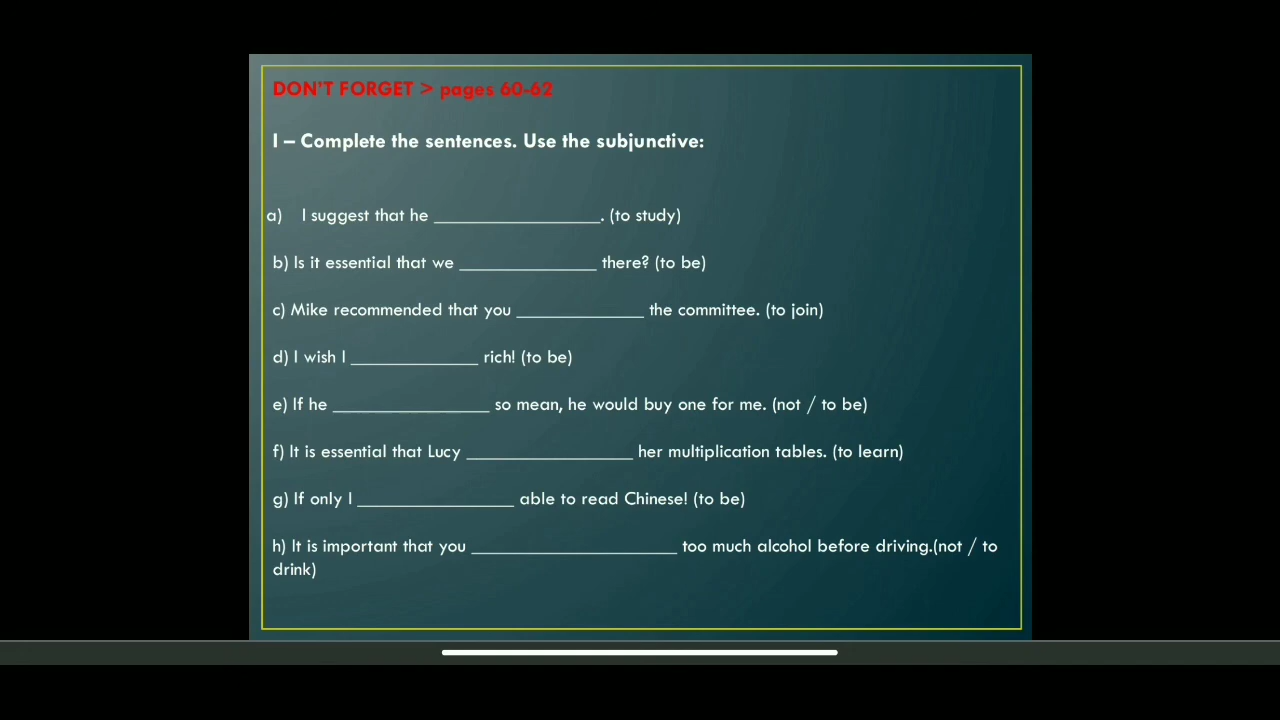 DON'T FORGET > pages 60-62
I – Complete the sentences. Use the subjunctive:
a) I suggest that he __________________. (to study)
b) Is it essential that we _______________ there? (to be)
c) Mike recommended that you ______________ the committee. (to join)
d) I wish I ______________ rich! (to be)
e) If he _________________ so mean, he would buy one for me. (not / to be)
f) It is essential that Lucy __________________ her multiplication tables. (to learn)
g) If only I _________________ able to read Chinese! (to be)
h) It is important that you ______________________ too much alcohol before driving.(not / to
drink)